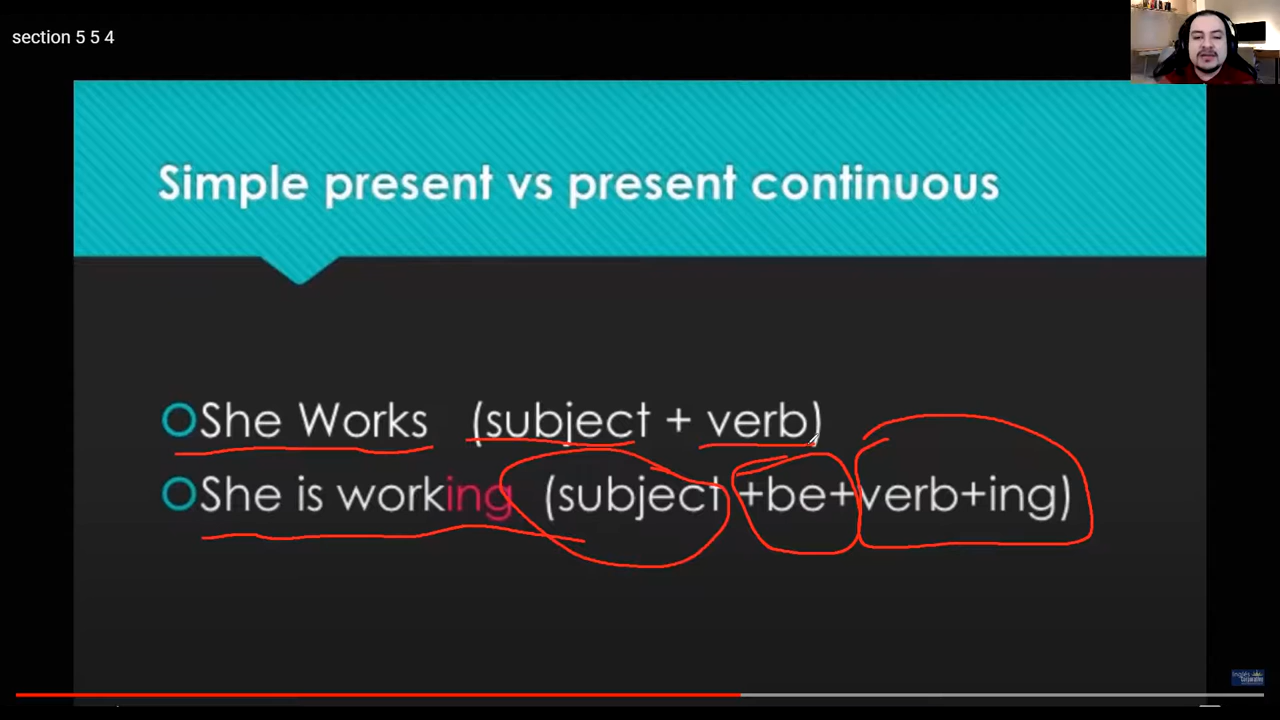 section 5 5 4
Simple present vs present continuous
She Works (subject + verb)
She is working (subject +be+verb+ing)